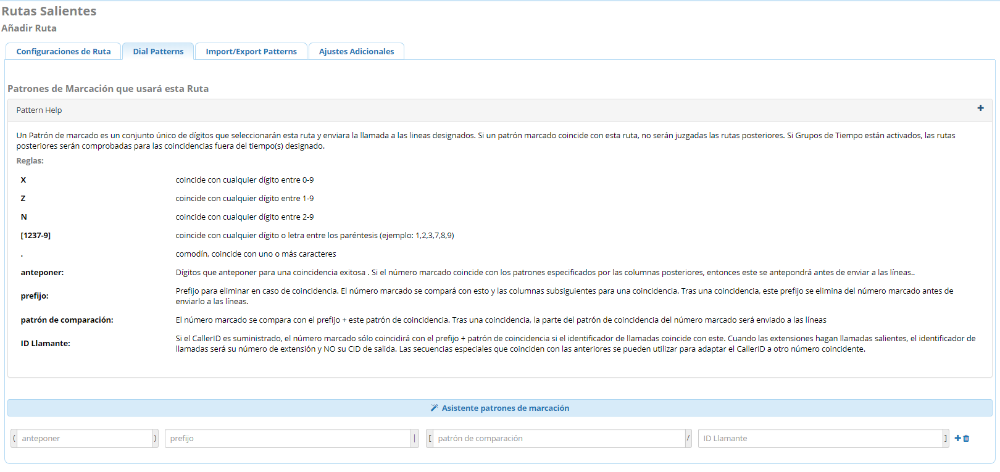 Rutas Salientes
Añadir Ruta
Configuraciones de Ruta
Dial Patterns
Import/Export Patterns
Ajustes Adicionales
Patrones de Marcación que usará esta Ruta
Pattern Help
Un Patrón de marcado es un conjunto único de dígitos que seleccionarán esta ruta y enviara la llamada a las lineas designados. Si un patrón marcado coincide con esta ruta, no serán juzgadas las rutas posteriores. Si Grupos de Tiempo están activados, las rutas
posteriores serán comprobadas para las coincidencias fuera del tiempo(s) designado.
Reglas:
X coincide con cualquier dígito entre 0-9
Z coincide con cualquier dígito entre 1-9
N coincide con cualquier dígito entre 2-9
[1237-9] coincide con cualquier dígito o letra entre los paréntesis (ejemplo: 1,2,3,7,8,9)
. comodín, coincide con uno o más caracteres
anteponer: Dígitos que anteponer para una coincidencia exitosa . Si el número marcado coincide con los patrones especificados por las columnas posteriores, entonces este se antepondrá antes de enviar a las líneas..
prefijo: Prefijo para eliminar en caso de coincidencia. El número marcado se compará con esto y las columnas subsiguientes para una coincidencia. Tras una coincidencia, este prefijo se elimina del número marcado antes de
enviarlo a las líneas.
patrón de comparación: El número marcado se compara con el prefijo + este patrón de coincidencia. Tras una coincidencia, la parte del patrón de coincidencia del número marcado será enviado a las líneas
ID Llamante: Si el CallerID es suministrado, el número marcado sólo coincidirá con el prefijo + patrón de coincidencia si el identificador de llamadas coincide con este. Cuando las extensiones hagan llamadas salientes, el identificador de
llamadas será su número de extensión y NO su CID de salida. Las secuencias especiales que coinciden con las anteriores se pueden utilizar para adaptar el CallerID a otro número coincidente.
Asistente patrones de marcación
( anteponer ) prefijo | [ patrón de comparación / ID Llamante ]